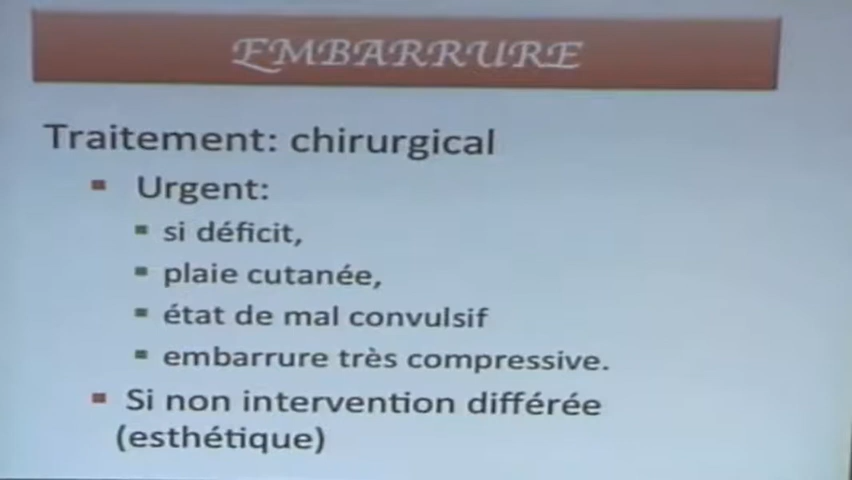 EMBARRURE
Traitement: chirurgical
Urgent:
si déficit,
plaie cutanée,
état de mal convulsif
embarrure très compressive.
Si non intervention différée
(esthétique)